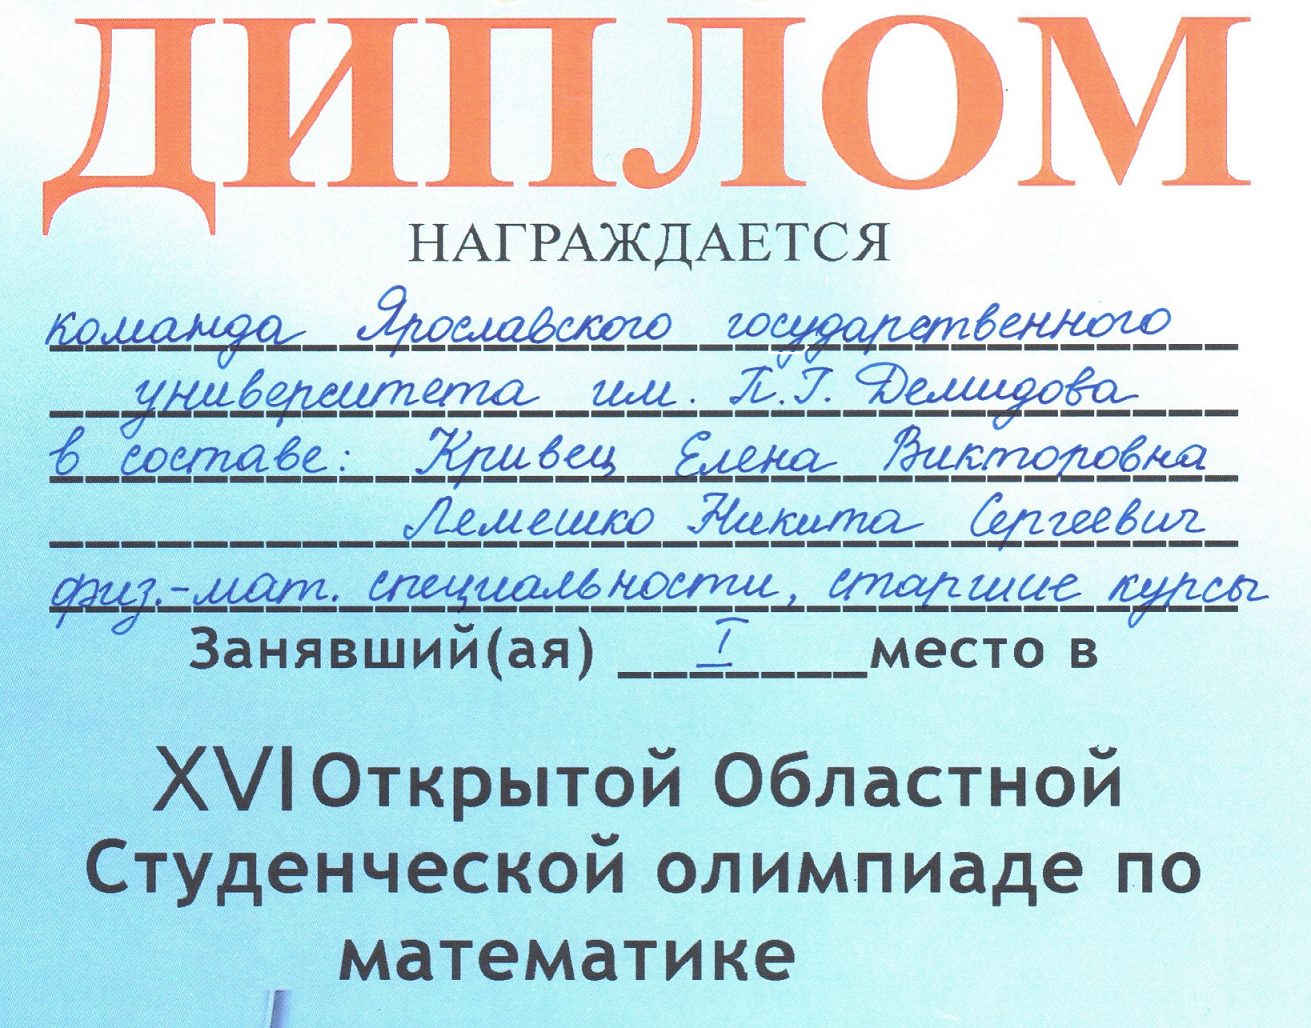 ДИПЛОМ
НАГРАЖДАЕТСЯ
команда Ярославского государственного
университета им. П.Г. Демидова
в составе: Кривец Елена Викторовна
Лемешко Никита Сергеевич
физ.-мат. специальности, старшие курсы
Занявший(ая) I место в
XVI Открытой Областной
Студенческой олимпиаде по
математике